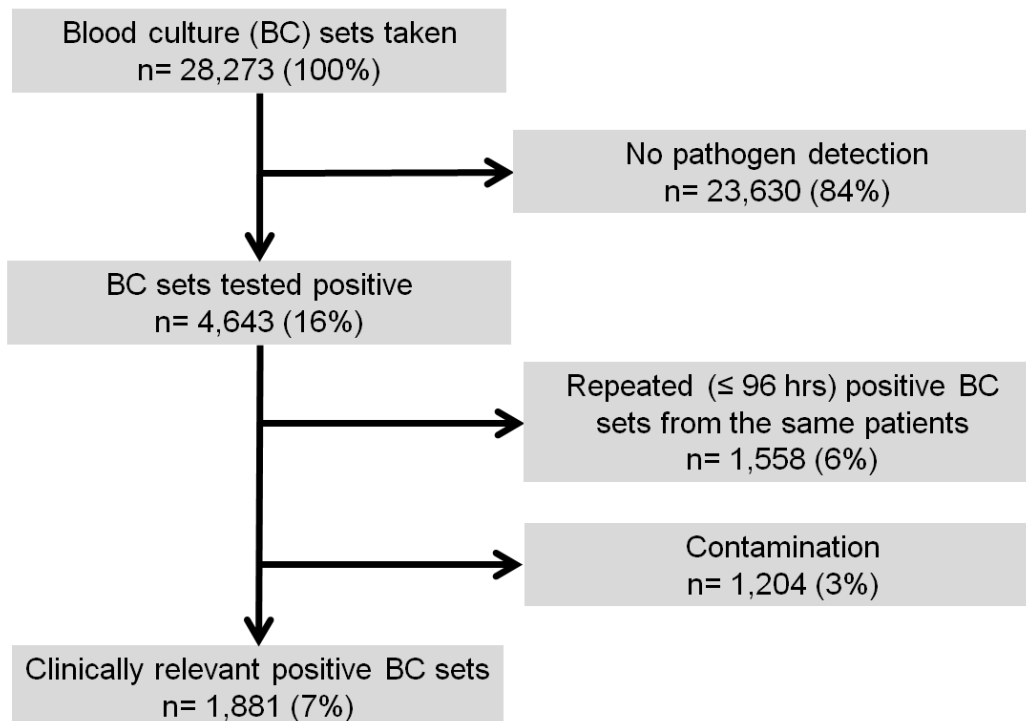 Blood culture (BC) sets taken
n= 28,273 (100%)
No pathogen detection
n= 23,630 (84%)
BC sets tested positive
n= 4,643 (16%)
Repeated (≤ 96 hrs) positive BC
sets from the same patients
n= 1,558 (6%)
Contamination
n= 1,204 (3%)
Clinically relevant positive BC sets
n= 1,881 (7%)